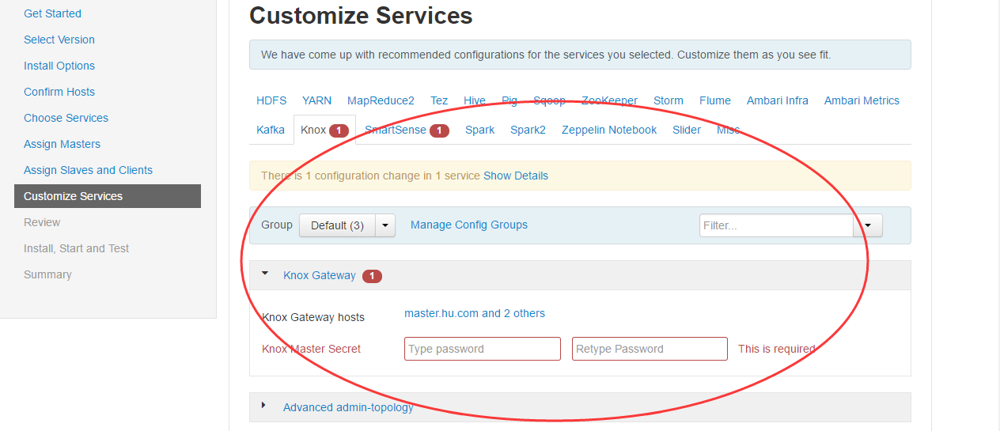 Get Started
Select Version
Install Options
Confirm Hosts
Choose Services
Assign Masters
Assign Slaves and Clients
Customize Services
Review
Install, Start and Test
Summary
Customize Services
We have come up with recommended configurations for the services you selected. Customize them as you see fit.
HDFS YARN MapReduce2 Tez Hive Pig Sqoop ZooKeeper Storm Flume Ambari Infra Ambari Metrics
Kafka Knox 1 SmartSense 1 Spark Spark2 Zeppelin Notebook Slider Misc
There is 1 configuration change in 1 service Show Details
Group Default (3) Manage Config Groups Filter...
Knox Gateway 1
Knox Gateway hosts master.hu.com and 2 others
Knox Master Secret Type password Retype Password This is required
Advanced admin-topology